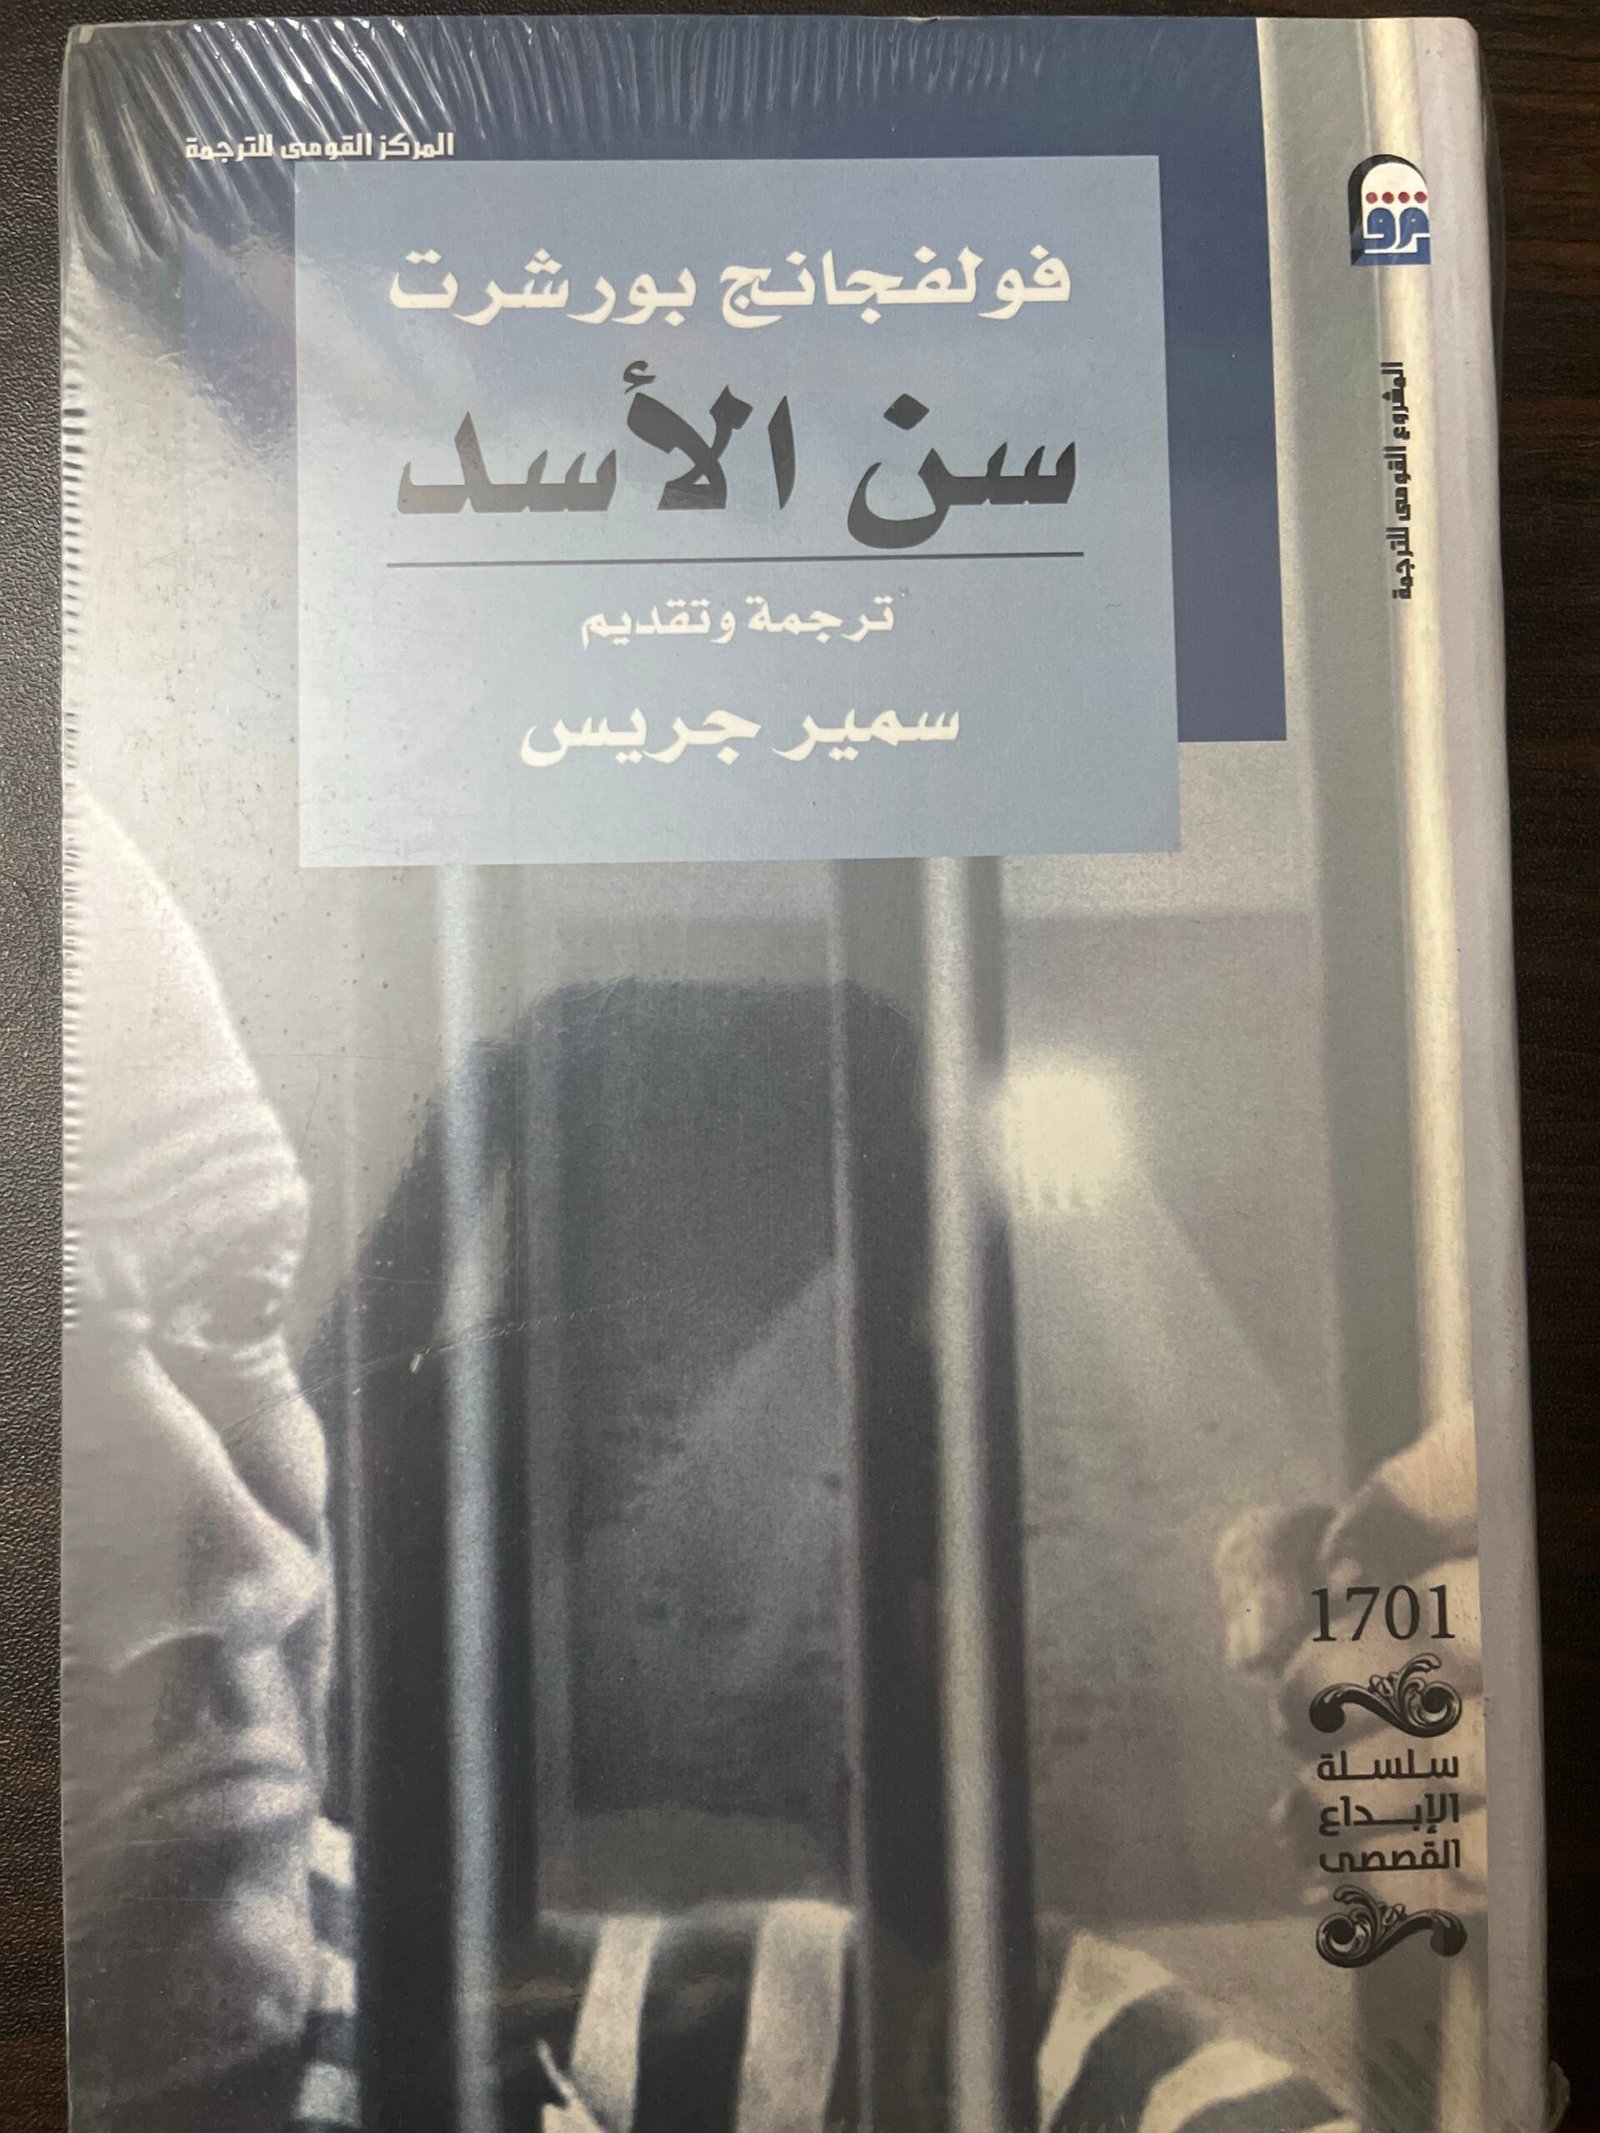 المركز القومى للترجمة
فولفجانج بورشرت
سن الأسد
ترجمة وتقديم
سمير جريس
المشروع القومى للترجمة
1701
سلسلة
الإبداع
القصصى